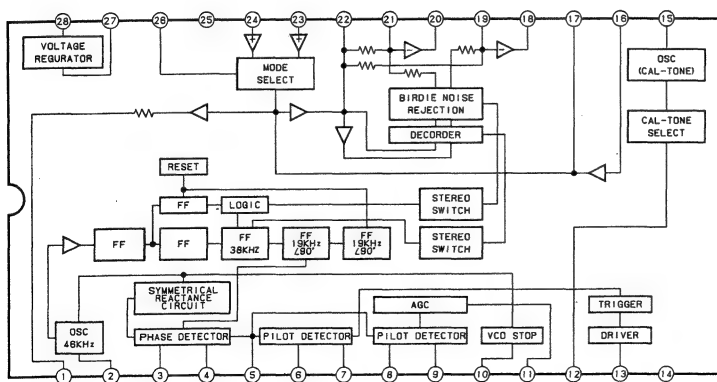 28 27 26 25 24 23 22 21 20 19 18 17 16 15
VOLTAGE
REGURATOR
MODE
SELECT
OSC
(CAL-TONE)
BIRDIE NOISE
REJECTION
DECORDER
CAL-TONE
SELECT
RESET
FF
LOGIC
STEREO
SWITCH
FF
FF
FF
38KHZ
FF
19KHz
∠90°
FF
19KHz
∠90°
STEREO
SWITCH
SYMMETRICAL
REACTANCE
CIRCUIT
AGC
TRIGGER
OSC
46KHz
PHASE DETECTOR
PILOT DETECTOR
PILOT DETECTOR
VCO STOP
DRIVER
1 2 3 4 5 6 7 8 9 10 11 12 13 14